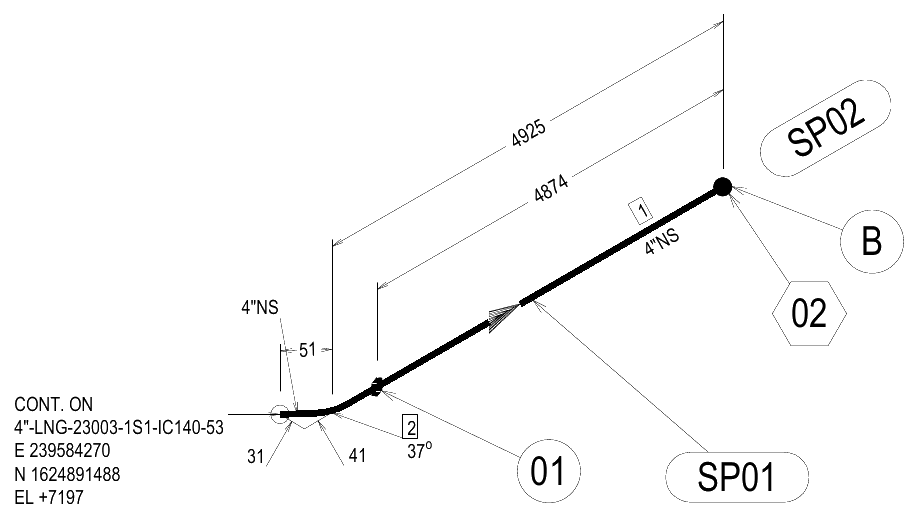 4925
SP02
4874
1
4"NS
B
02
4"NS
51
CONT. ON
4"-LNG-23003-1S1-IC140-53
E 239584270
N 1624891488
EL +7197
31
41
2
37°
01
SP01